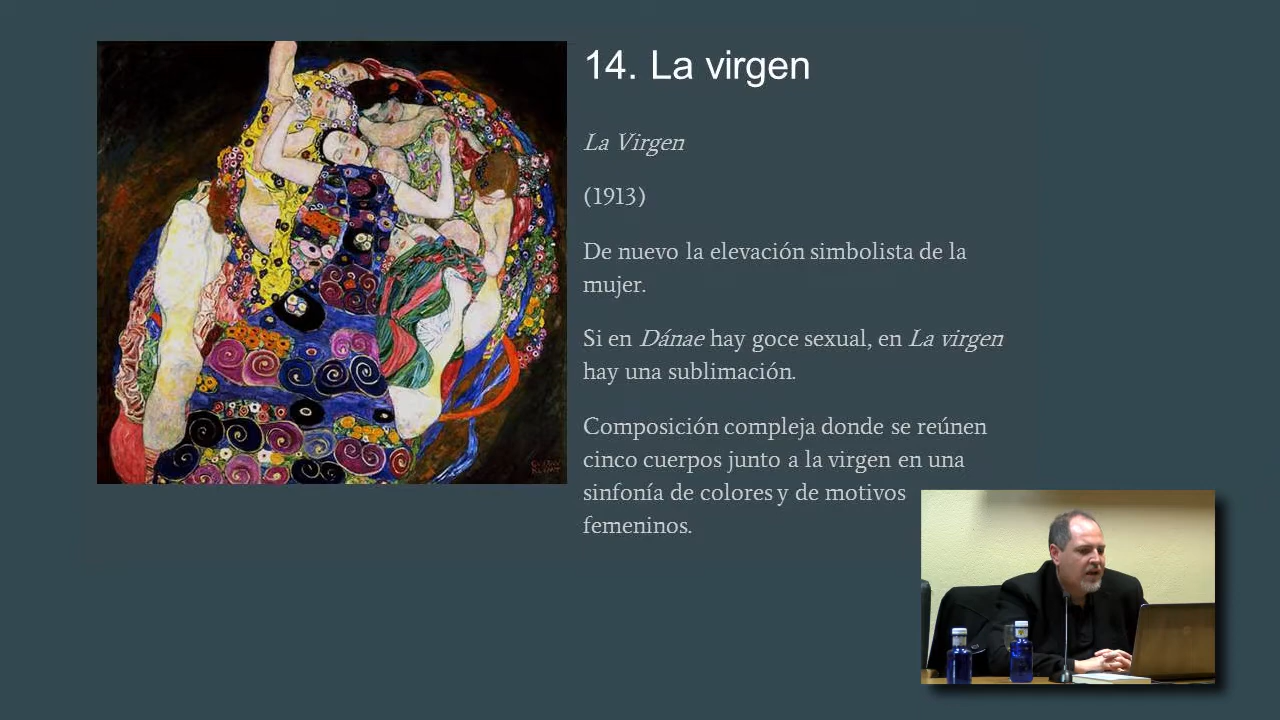 14. La virgen
La Virgen
(1913)
De nuevo la elevación simbolista de la
mujer.
Si en Dánae hay goce sexual, en La virgen
hay una sublimación.
Composición compleja donde se reúnen
cinco cuerpos junto a la virgen en una
sinfonía de colores y de motivos
femeninos.